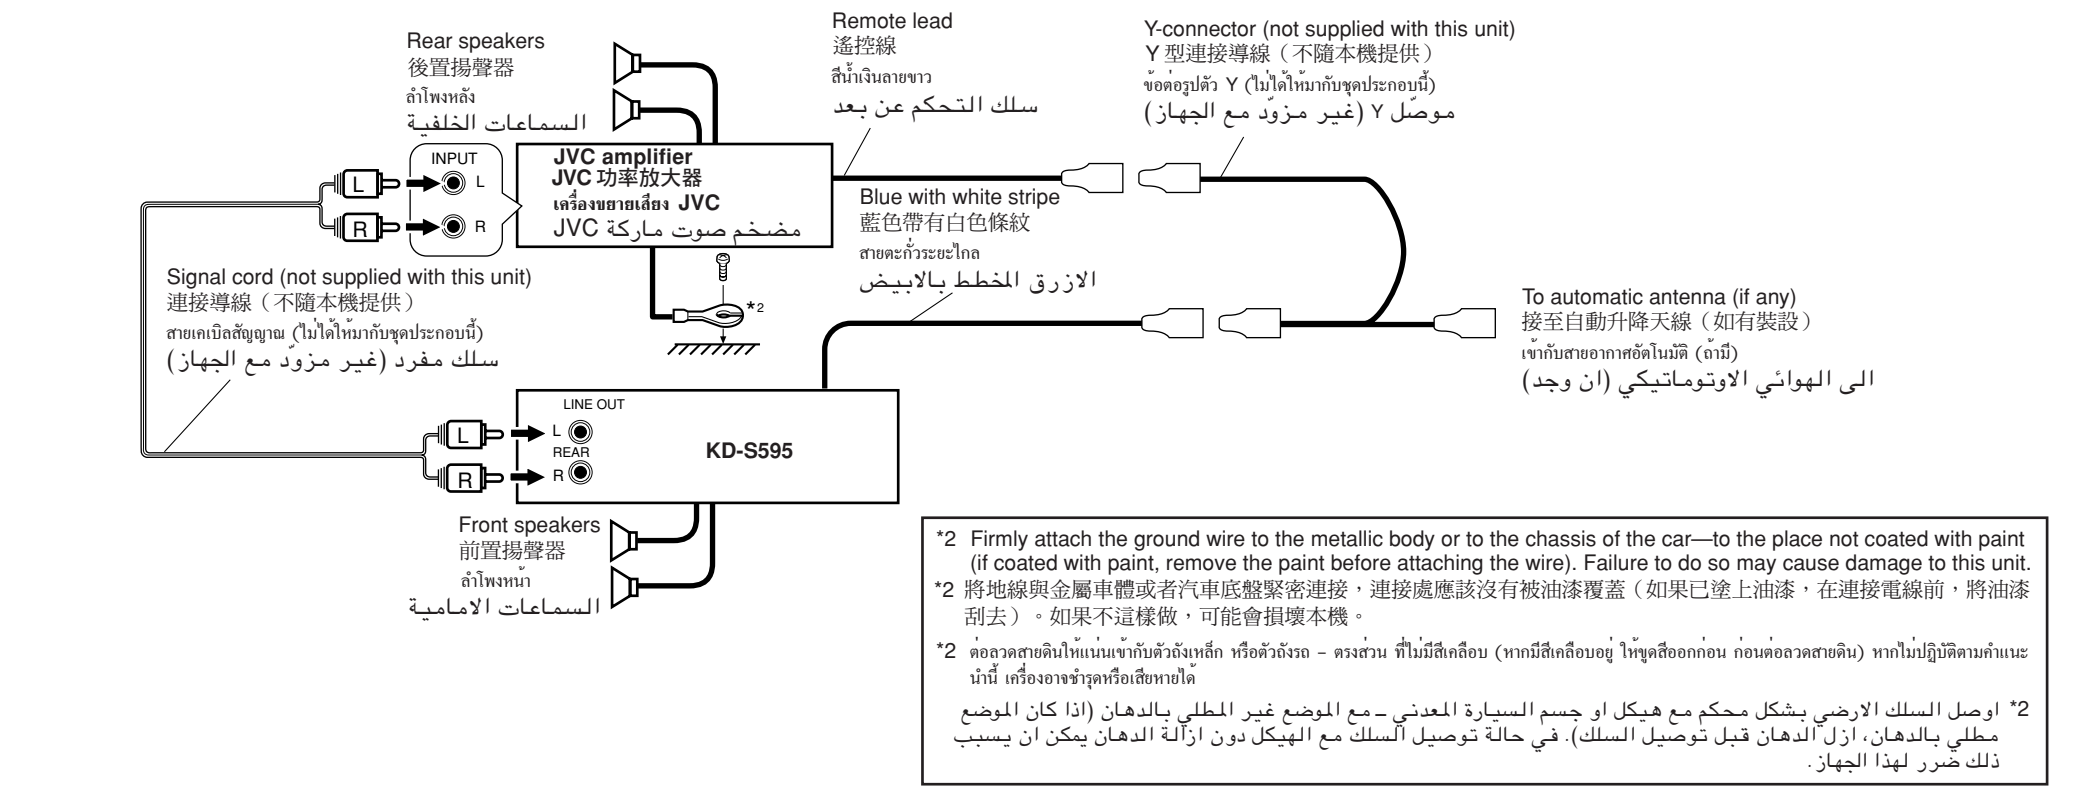 Rear speakers
後置揚聲器
ลำโพงหลัง
السماعات الخلفية
Remote lead
遙控線
สีน้ำเงินลายขาว
سلك التحكم عن بعد
Y-connector (not supplied with this unit)
Y 型連接導線（不隨本機提供）
ข้อต่อรูปตัว Y (ไม่ได้ให้มากับชุดประกอบนี้)
موصّل Y (غير مزوّد مع الجهاز)
INPUT
L
R
L
R
JVC amplifier
JVC 功率放大器
เครื่องขยายเสียง JVC
مضخم صوت ماركة JVC
Blue with white stripe
藍色帶有白色條紋
สายตะกั่วระยะไกล
الازرق المخطط بالابيض
Signal cord (not supplied with this unit)
連接導線（不隨本機提供）
สายเคเบิลสัญญาณ (ไม่ได้ให้มากับชุดประกอบนี้)
سلك مفرد (غير مزوّد مع الجهاز)
*2
To automatic antenna (if any)
接至自動升降天線（如有裝設）
เข้ากับสายอากาศอัตโนมัติ (ถ้ามี)
الى الهوائي الاوتوماتيكي (ان وجد)
LINE OUT
L
L
REAR
R
R
KD-S595
Front speakers
前置揚聲器
ลำโพงหน้า
السماعات الامامية
*2 Firmly attach the ground wire to the metallic body or to the chassis of the car—to the place not coated with paint
(if coated with paint, remove the paint before attaching the wire). Failure to do so may cause damage to this unit.
*2 將地線與金屬車體或者汽車底盤緊密連接，連接處應該沒有被油漆覆蓋（如果已塗上油漆，在連接電線前，將油漆
刮去）。如果不這樣做，可能會損壞本機。
*2 ต่อลวดสายดินให้แน่นเข้ากับตัวถังเหล็ก หรือตัวถังรถ – ตรงส่วน ที่ไม่มีสีเคลือบ (หากมีสีเคลือบอยู่ ให้ขูดสีออกก่อน ก่อนต่อลวดสายดิน) หากไม่ปฏิบัติตามคำแนะ
นำนี้ เครื่องอาจชำรุดหรือเสียหายได้
*2 اوصل السلك الارضي بشكل محكم مع هيكل او جسم السيارة المعدني ــ مع الموضع غير المطلي بالدهان (اذا كان الموضع
مطلي بالدهان، ازل الدهان قبل توصيل السلك). في حالة توصيل السلك مع الهيكل دون ازالة الدهان يمكن ان يسبب
ذلك ضرر لهذا الجهاز.